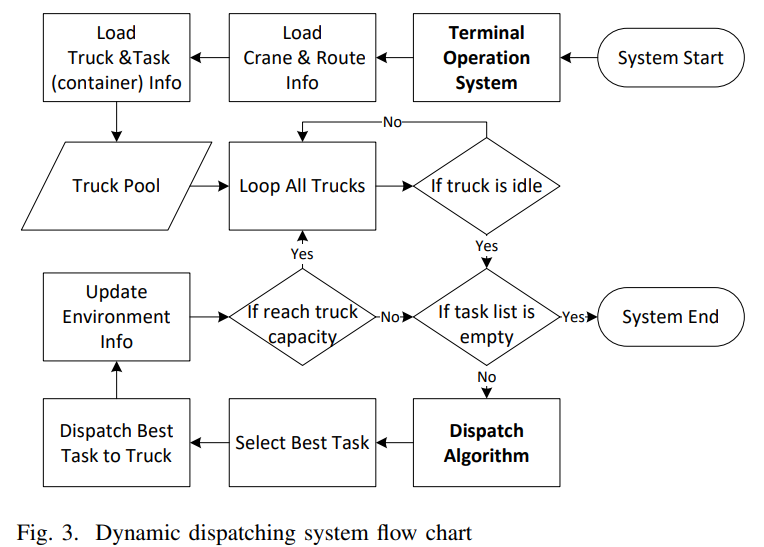 Load
Truck &Task
(container) Info
Load
Crane & Route
Info
Terminal
Operation
System
System Start
No
Truck Pool
Loop All Trucks
If truck is idle
Yes
Yes
Update
Environment
Info
If reach truck
capacity
No
If task list is
empty
Yes
System End
No
Dispatch Best
Task to Truck
Select Best Task
Dispatch
Algorithm
Fig. 3. Dynamic dispatching system flow chart